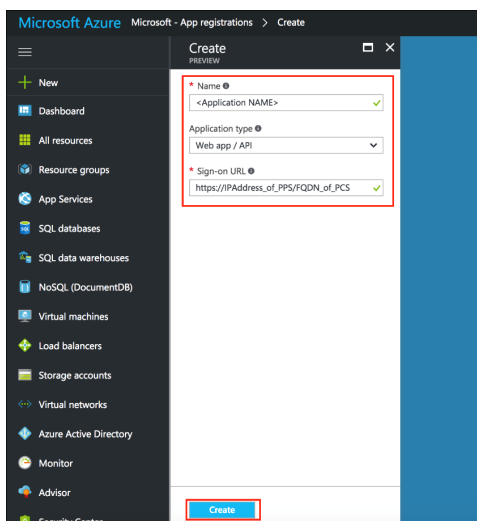 Microsoft Azure Microsoft - App registrations > Create
Create
PREVIEW
New
Dashboard
All resources
Resource groups
App Services
SQL databases
SQL data warehouses
NoSQL (DocumentDB)
Virtual machines
Load balancers
Storage accounts
Virtual networks
Azure Active Directory
Monitor
Advisor
Security Center
* Name
<Application NAME>
Application type
Web app / API
* Sign-on URL
https://IPAddress_of_PPS/FQDN_of_PCS
Create